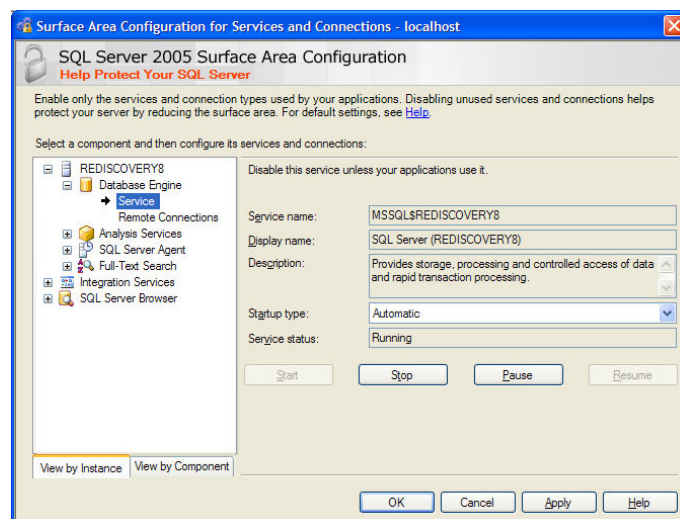 Surface Area Configuration for Services and Connections - localhost
SQL Server 2005 Surface Area Configuration
Help Protect Your SQL Server
Enable only the services and connection types used by your applications. Disabling unused services and connections helps
protect your server by reducing the surface area. For default settings, see Help.
Select a component and then configure its services and connections:
REDISCOVERY8
Database Engine
Service
Remote Connections
Analysis Services
SQL Server Agent
Full-Text Search
Integration Services
SQL Server Browser
View by Instance
View by Component
Disable this service unless your applications use it.
Service name: MSSQL$REDISCOVERY8
Display name: SQL Server (REDISCOVERY8)
Description: Provides storage, processing and controlled access of data
and rapid transaction processing.
Startup type: Automatic
Service status: Running
Start Stop Pause Resume
OK Cancel Apply Help